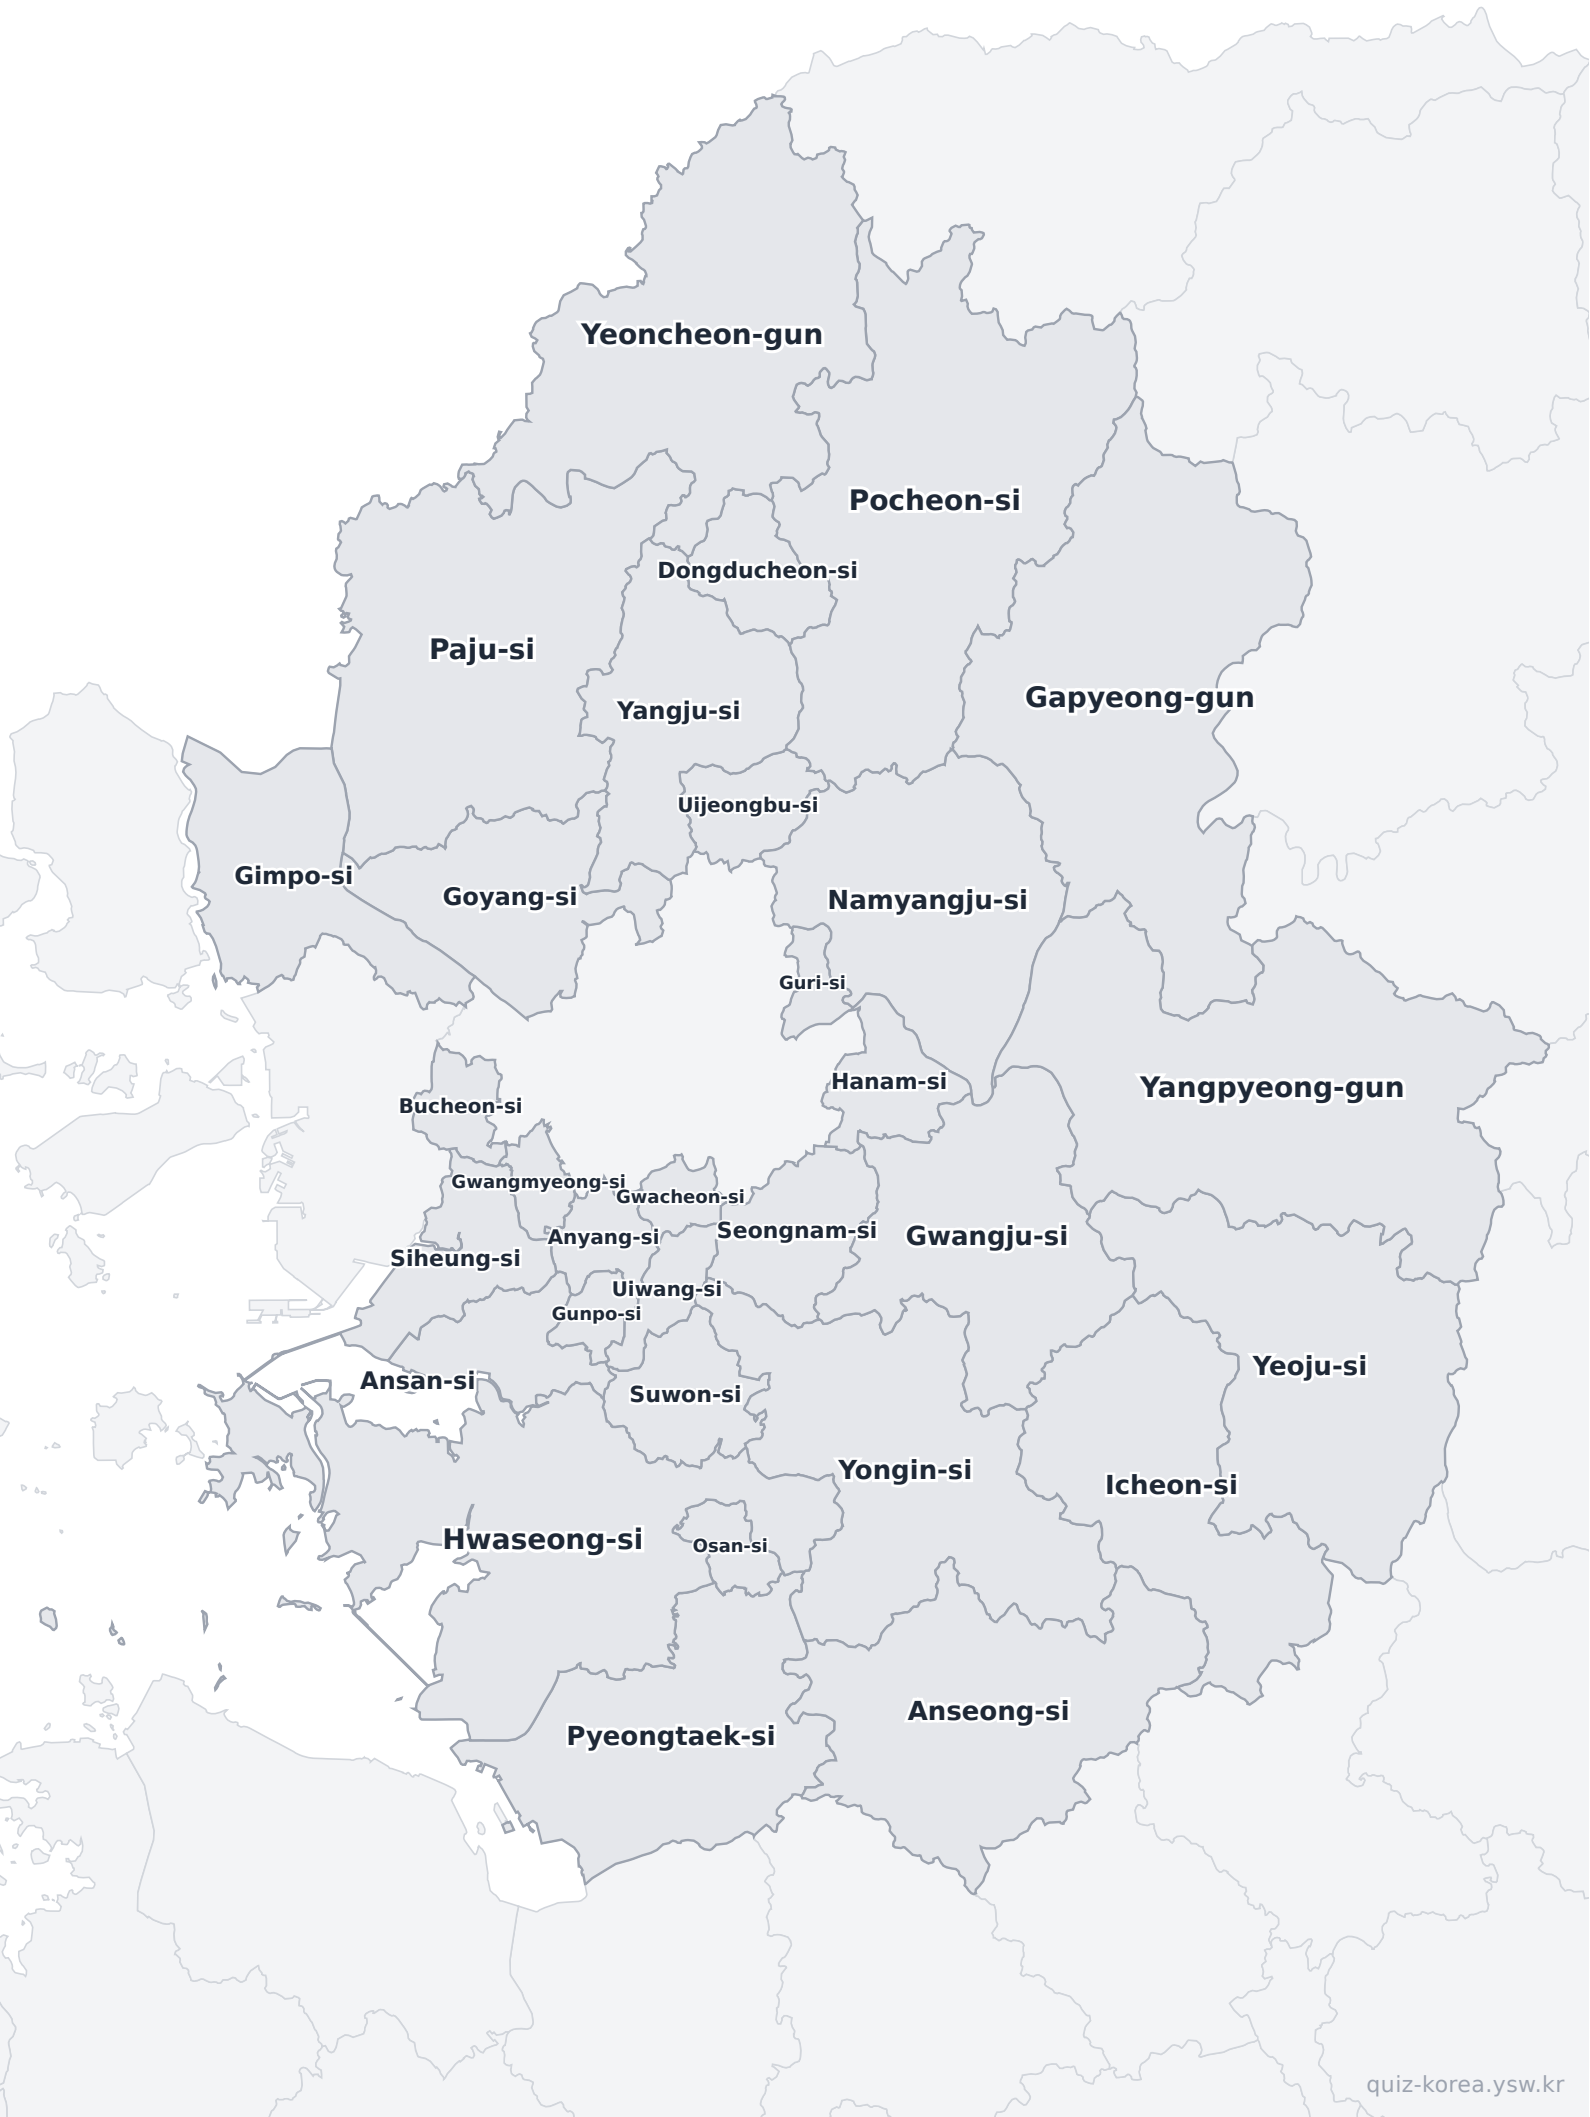 Yeoncheon-gun
Pocheon-si
Dongducheon-si
Paju-si
Gapyeong-gun
Yangju-si
Uijeongbu-si
Gimpo-si
Goyang-si
Namyangju-si
Guri-si
Hanam-si
Yangpyeong-gun
Bucheon-si
Gwangmyeong-si
Gwacheon-si
Seongnam-si
Anyang-si
Gwangju-si
Siheung-si
Uiwang-si
Gunpo-si
Yeoju-si
Ansan-si
Suwon-si
Yongin-si
Icheon-si
Hwaseong-si
Osan-si
Anseong-si
Pyeongtaek-si
quiz-korea.ysw.kr